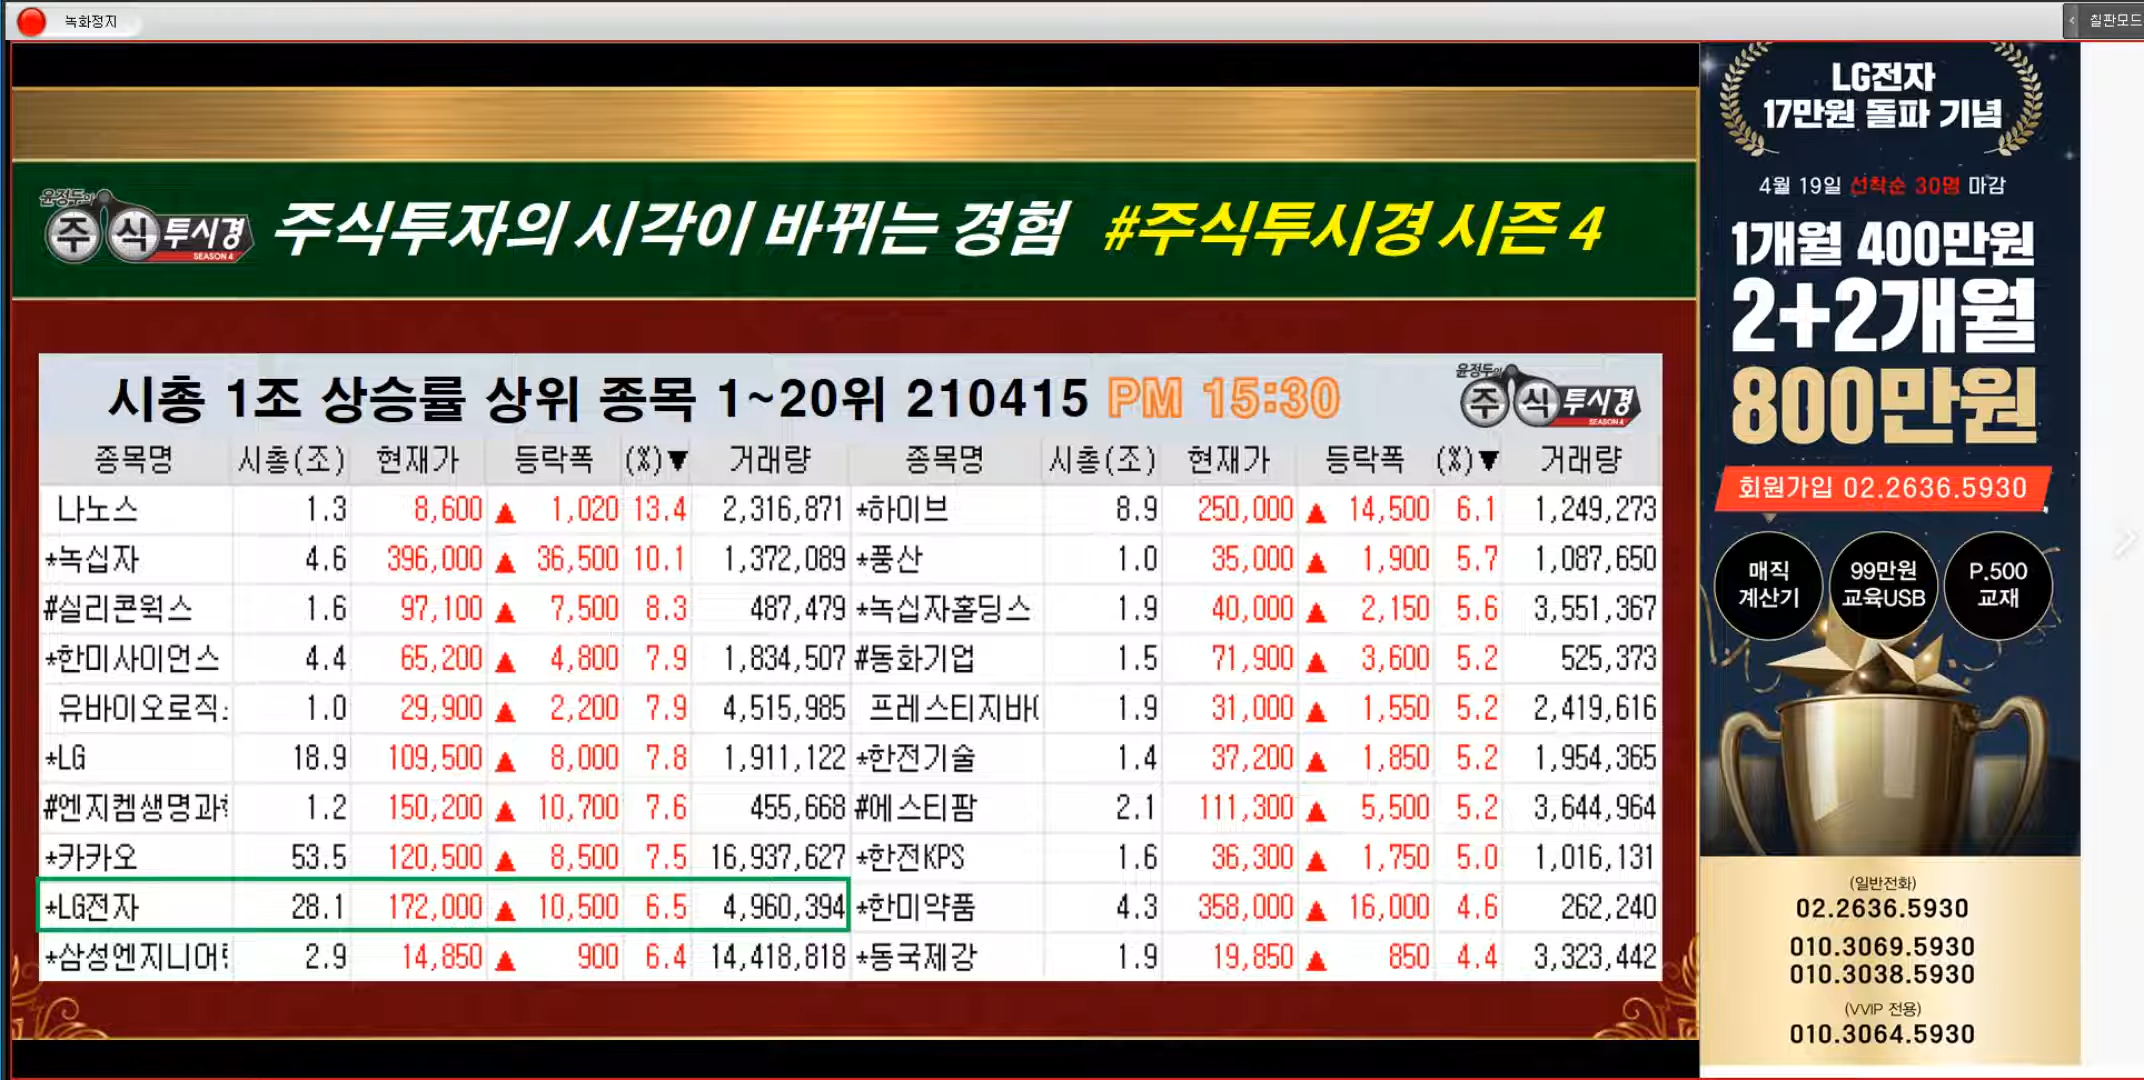 녹화정지
칠판모드
윤정두의
주식투시경
SEASON 4
주식투자의 시각이 바뀌는 경험 #주식투시경 시즌 4
시총 1조 상승률 상위 종목 1~20위 210415 PM 15:30
윤정두의
주식투시경
SEASON 4
종목명 시총(조) 현재가 등락폭 (%)▼ 거래량 종목명 시총(조) 현재가 등락폭 (%)▼ 거래량
나노스 1.3 8,600 ▲ 1,020 13.4 2,316,871 *하이브 8.9 250,000 ▲ 14,500 6.1 1,249,273
*녹십자 4.6 396,000 ▲ 36,500 10.1 1,372,089 *풍산 1.0 35,000 ▲ 1,900 5.7 1,087,650
#실리콘웍스 1.6 97,100 ▲ 7,500 8.3 487,479 *녹십자홀딩스 1.9 40,000 ▲ 2,150 5.6 3,551,367
*한미사이언스 4.4 65,200 ▲ 4,800 7.9 1,834,507 #동화기업 1.5 71,900 ▲ 3,600 5.2 525,373
유바이오로직 1.0 29,900 ▲ 2,200 7.9 4,515,985 프레스티지바 1.9 31,000 ▲ 1,550 5.2 2,419,616
*LG 18.9 109,500 ▲ 8,000 7.8 1,911,122 *한전기술 1.4 37,200 ▲ 1,850 5.2 1,954,365
#엔지켐생명과 1.2 150,200 ▲ 10,700 7.6 455,668 #에스티팜 2.1 111,300 ▲ 5,500 5.2 3,644,964
*카카오 53.5 120,500 ▲ 8,500 7.5 16,937,627 *한전KPS 1.6 36,300 ▲ 1,750 5.0 1,016,131
*LG전자 28.1 172,000 ▲ 10,500 6.5 4,960,394 *한미약품 4.3 358,000 ▲ 16,000 4.6 262,240
*삼성엔지니어 2.9 14,850 ▲ 900 6.4 14,418,818 *동국제강 1.9 19,850 ▲ 850 4.4 3,323,442
LG전자
17만원 돌파 기념
4월 19일 선착순 30명 마감
1개월 400만원
2+2개월
800만원
회원가입 02.2636.5930
매직
계산기
99만원
교육USB
P.500
교재
(일반전화)
02.2636.5930
010.3069.5930
010.3038.5930
(VVIP 전용)
010.3064.5930